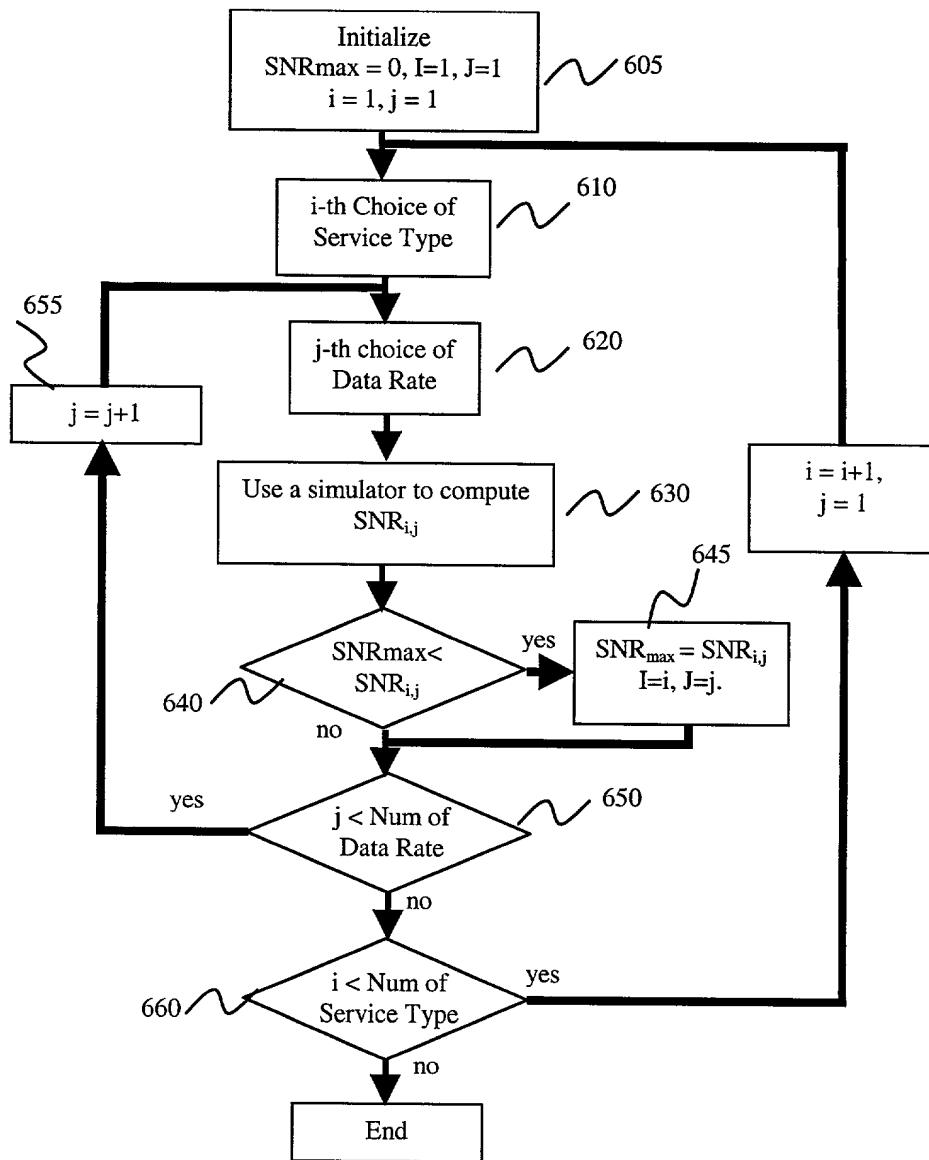 Initialize
SNRmax = 0, I=1, J=1
i = 1, j = 1
605
i-th Choice of
Service Type
610
655
j-th choice of
Data Rate
620
j = j+1
i = i+1,
j = 1
Use a simulator to compute
SNRi,j
630
645
SNRmax<
SNRi,j
yes
SNRmax = SNRi,j
I=i, J=j.
640
no
yes
j < Num of
Data Rate
650
no
i < Num of
Service Type
yes
660
no
End